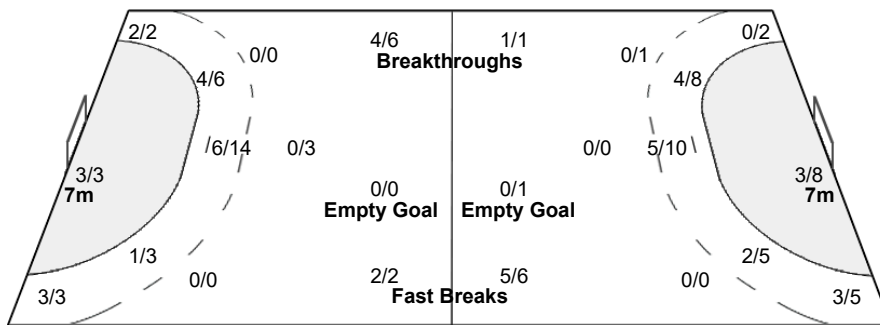 2/2 4/6 1/1 0/2
0/0 Breakthroughs 0/1
4/6 4/8
6/14 0/3 0/0 5/10
3/3 3/8
7m 0/0 0/1 7m
Empty Goal Empty Goal
1/3 2/5
0/0 2/2 5/6 0/0
3/3 Fast Breaks 3/5